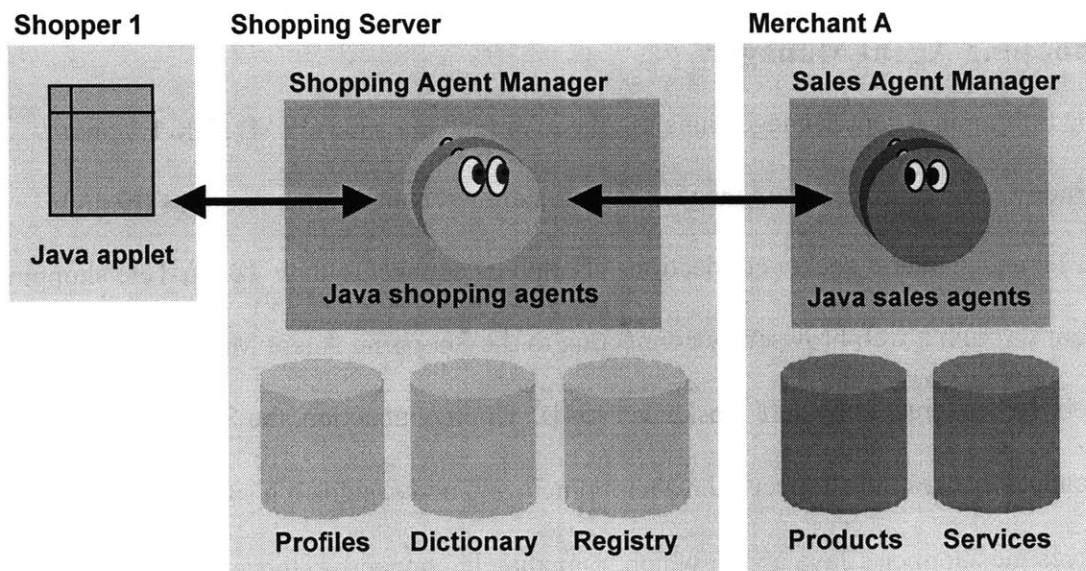 Shopper 1
Shopping Server
Merchant A
Shopping Agent Manager
Sales Agent Manager
Java applet
Java shopping agents
Java sales agents
Profiles
Dictionary
Registry
Products
Services